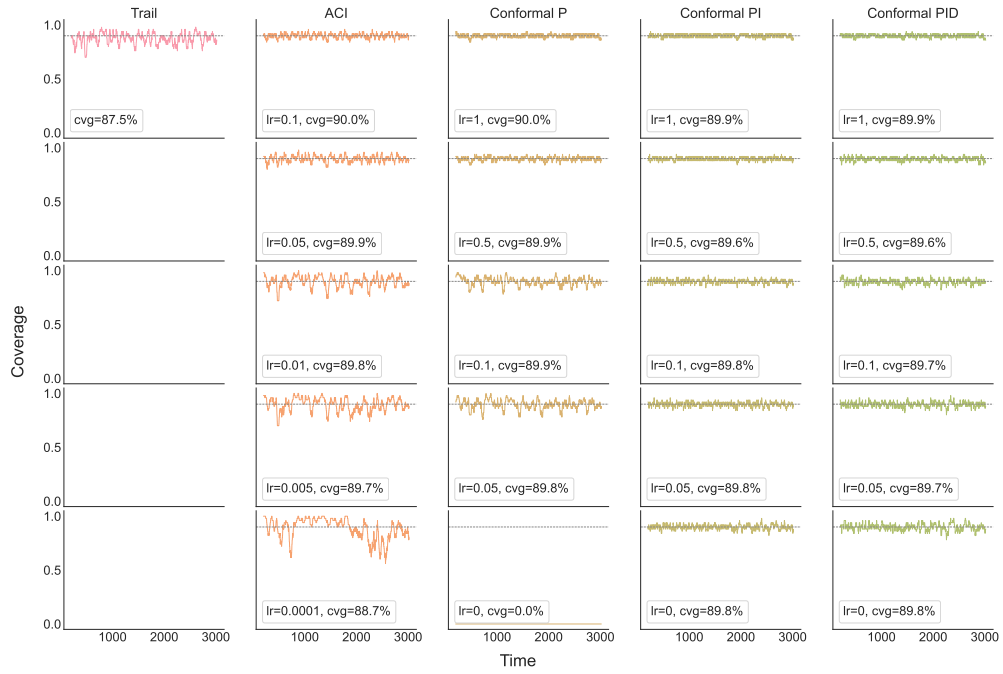 Trail ACI Conformal P Conformal PI Conformal PID
1.0
0.5
0.0
cvg=87.5% lr=0.1, cvg=90.0% lr=1, cvg=90.0% lr=1, cvg=89.9% lr=1, cvg=89.9%
1.0
0.5
0.0
lr=0.05, cvg=89.9% lr=0.5, cvg=89.9% lr=0.5, cvg=89.6% lr=0.5, cvg=89.6%
1.0
0.5
0.0
lr=0.01, cvg=89.8% lr=0.1, cvg=89.9% lr=0.1, cvg=89.8% lr=0.1, cvg=89.7%
1.0
0.5
0.0
lr=0.005, cvg=89.7% lr=0.05, cvg=89.8% lr=0.05, cvg=89.8% lr=0.05, cvg=89.7%
1.0
0.5
0.0
lr=0.0001, cvg=88.7% lr=0, cvg=0.0% lr=0, cvg=89.8% lr=0, cvg=89.8%
1000 2000 3000 1000 2000 3000 1000 2000 3000 1000 2000 3000 1000 2000 3000
Coverage
Time